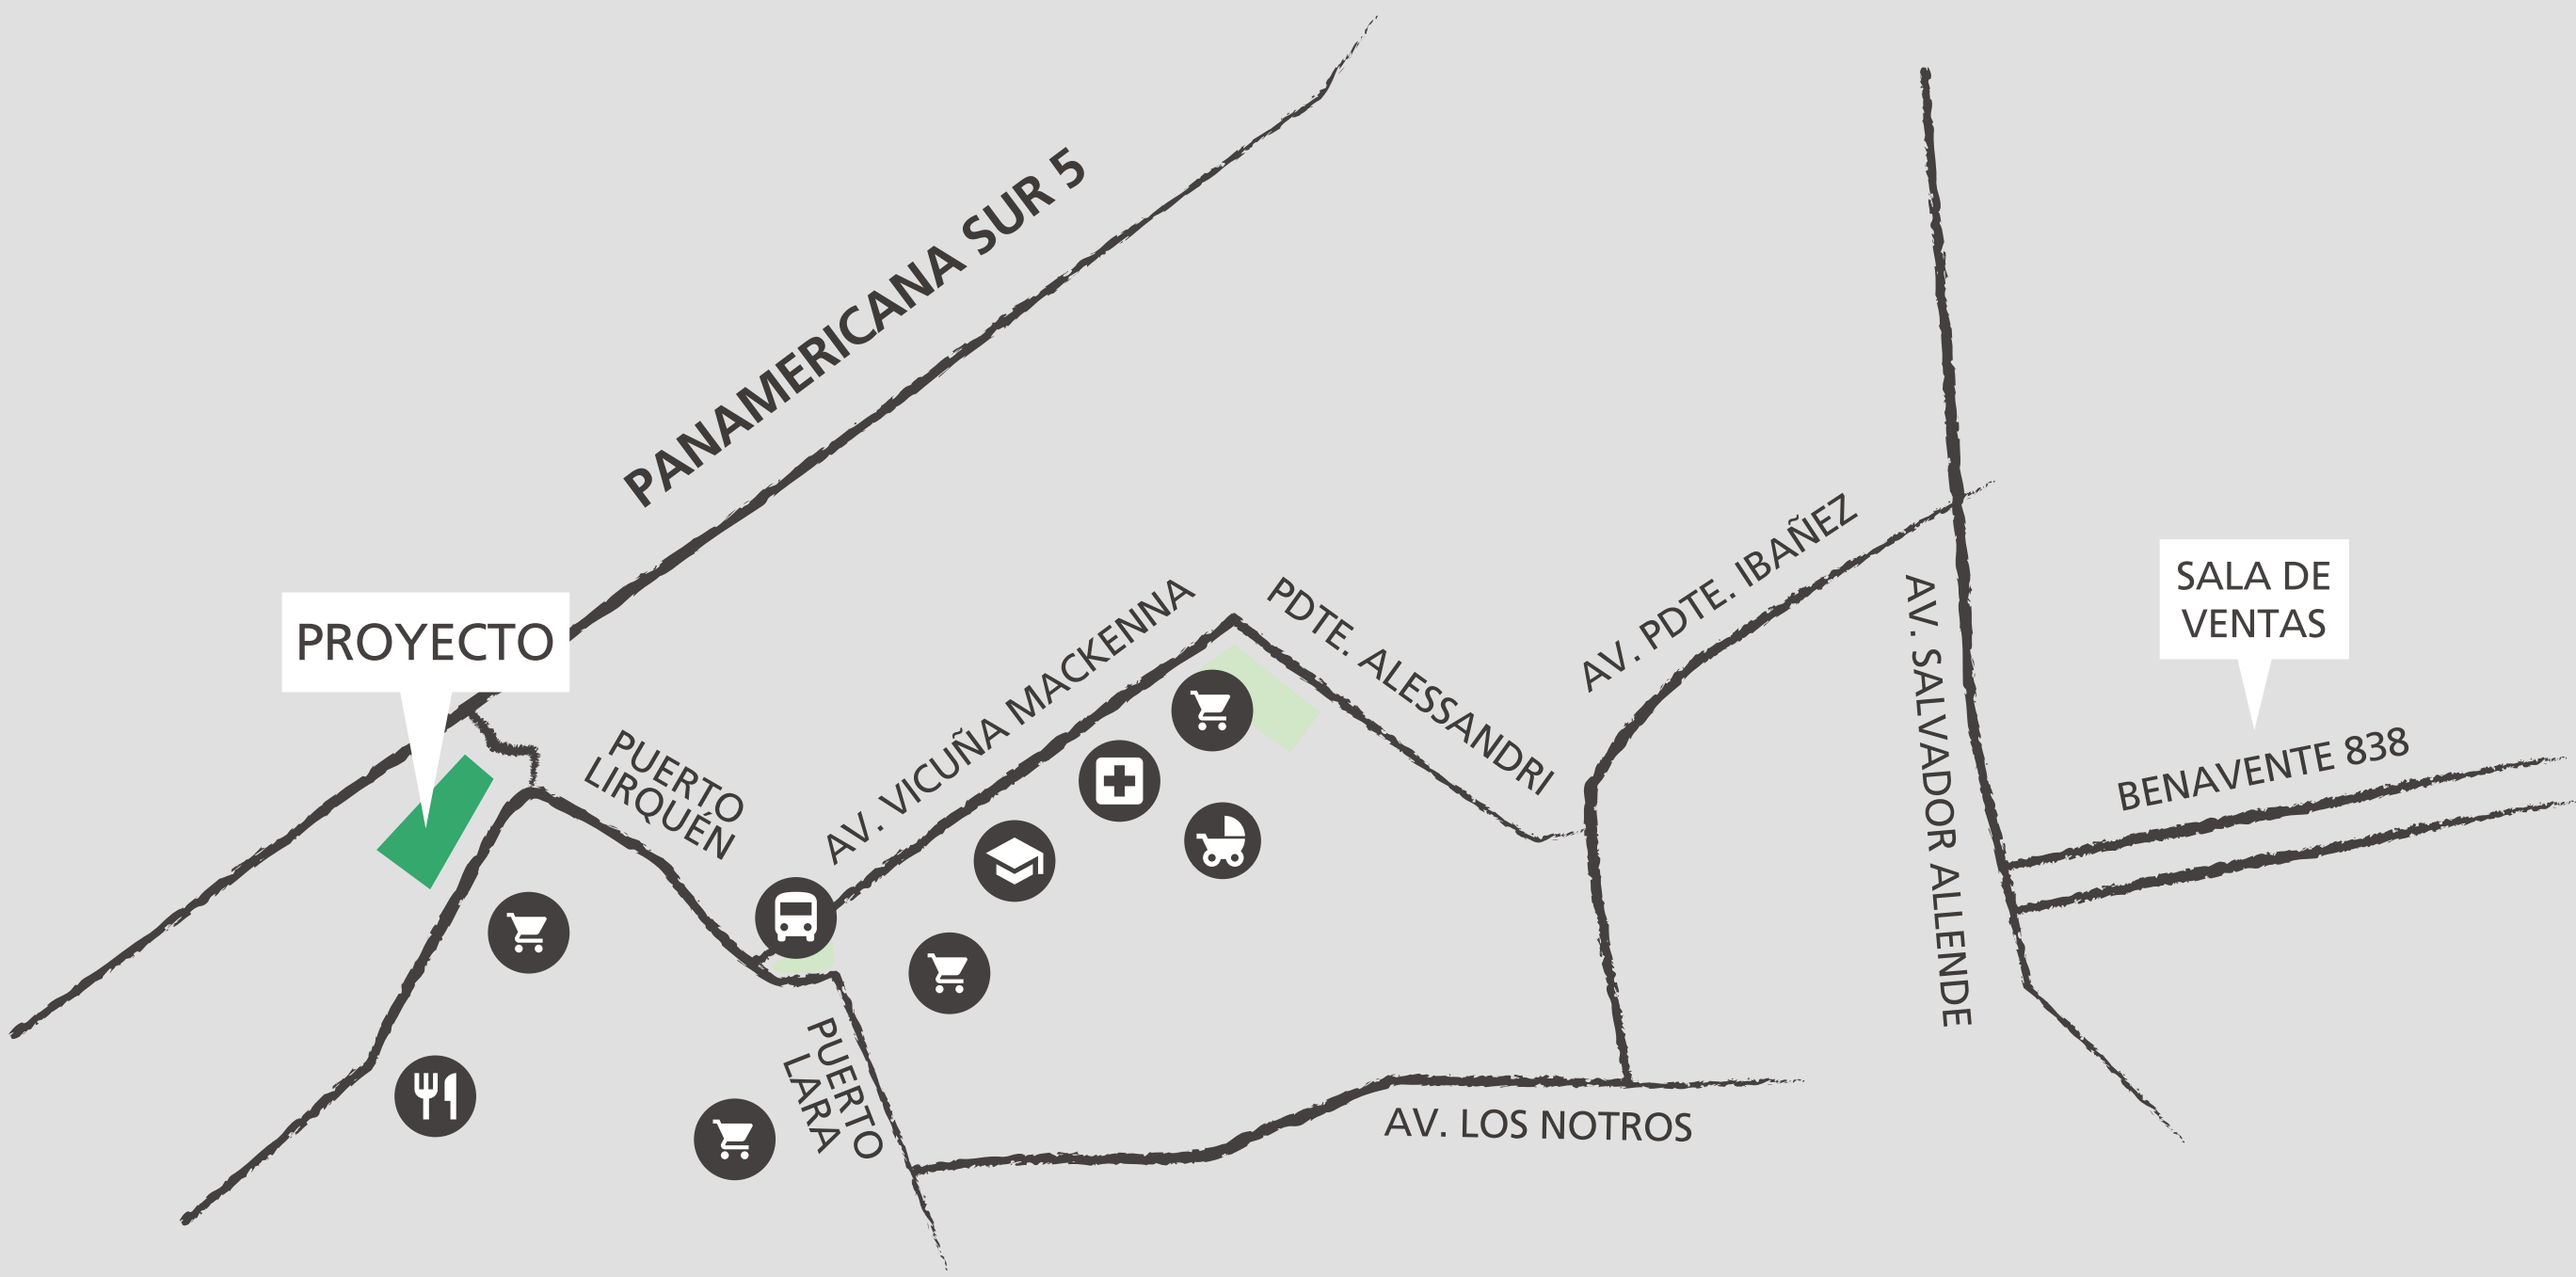 PANAMERICANA SUR 5
PROYECTO
PUERTO
LIRQUÉN
AV. VICUÑA MACKENNA
PDTE. ALESSANDRI
AV. PDTE. IBAÑEZ
AV. SALVADOR ALLENDE
SALA DE
VENTAS
BENAVENTE 838
PUERTO
LARA
AV. LOS NOTROS